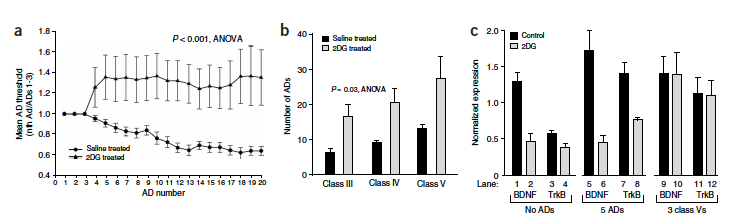 a
P < 0.001, ANOVA
Mean AD threshold
(nth Ad/ADs 1-3)
1.8
1.6
1.4
1.2
1.0
0.8
0.6
0.4
Saline treated
2DG treated
0 1 2 3 4 5 6 7 8 9 10 11 12 13 14 15 16 17 18 19 20
AD number
b
Saline treated
2DG treated
P = 0.03, ANOVA
Number of ADs
40
30
20
10
0
Class III Class IV Class V
c
Control
2DG
Normalized expression
2.0
1.5
1.0
0.5
0.0
Lane: 1 2 3 4 5 6 7 8 9 10 11 12
BDNF TrkB BDNF TrkB BDNF TrkB
No ADs 5 ADs 3 class Vs